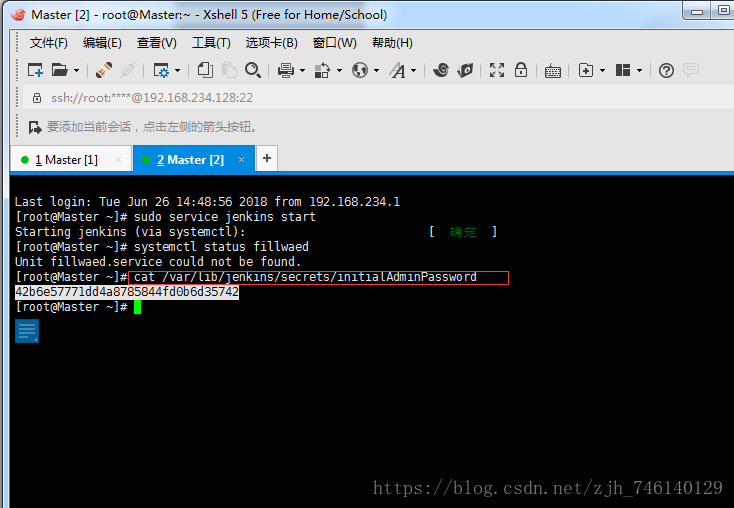 Master [2] - root@Master:~ - Xshell 5 (Free for Home/School)
文件(F) 编辑(E) 查看(V) 工具(T) 选项卡(B) 窗口(W) 帮助(H)
ssh://root:****@192.168.234.128:22
要添加当前会话，点击左侧的箭头按钮。
1 Master [1] × 2 Master [2] × +
Last login: Tue Jun 26 14:48:56 2018 from 192.168.234.1
[root@Master ~]# sudo service jenkins start
Starting jenkins (via systemctl): [ 确定 ]
[root@Master ~]# systemctl status fillwaed
Unit fillwaed.service could not be found.
[root@Master ~]# cat /var/lib/jenkins/secrets/initialAdminPassword
42b6e57771dd4a8785844fd0b6d35742
[root@Master ~]#
https://blog.csdn.net/zjh_746140129